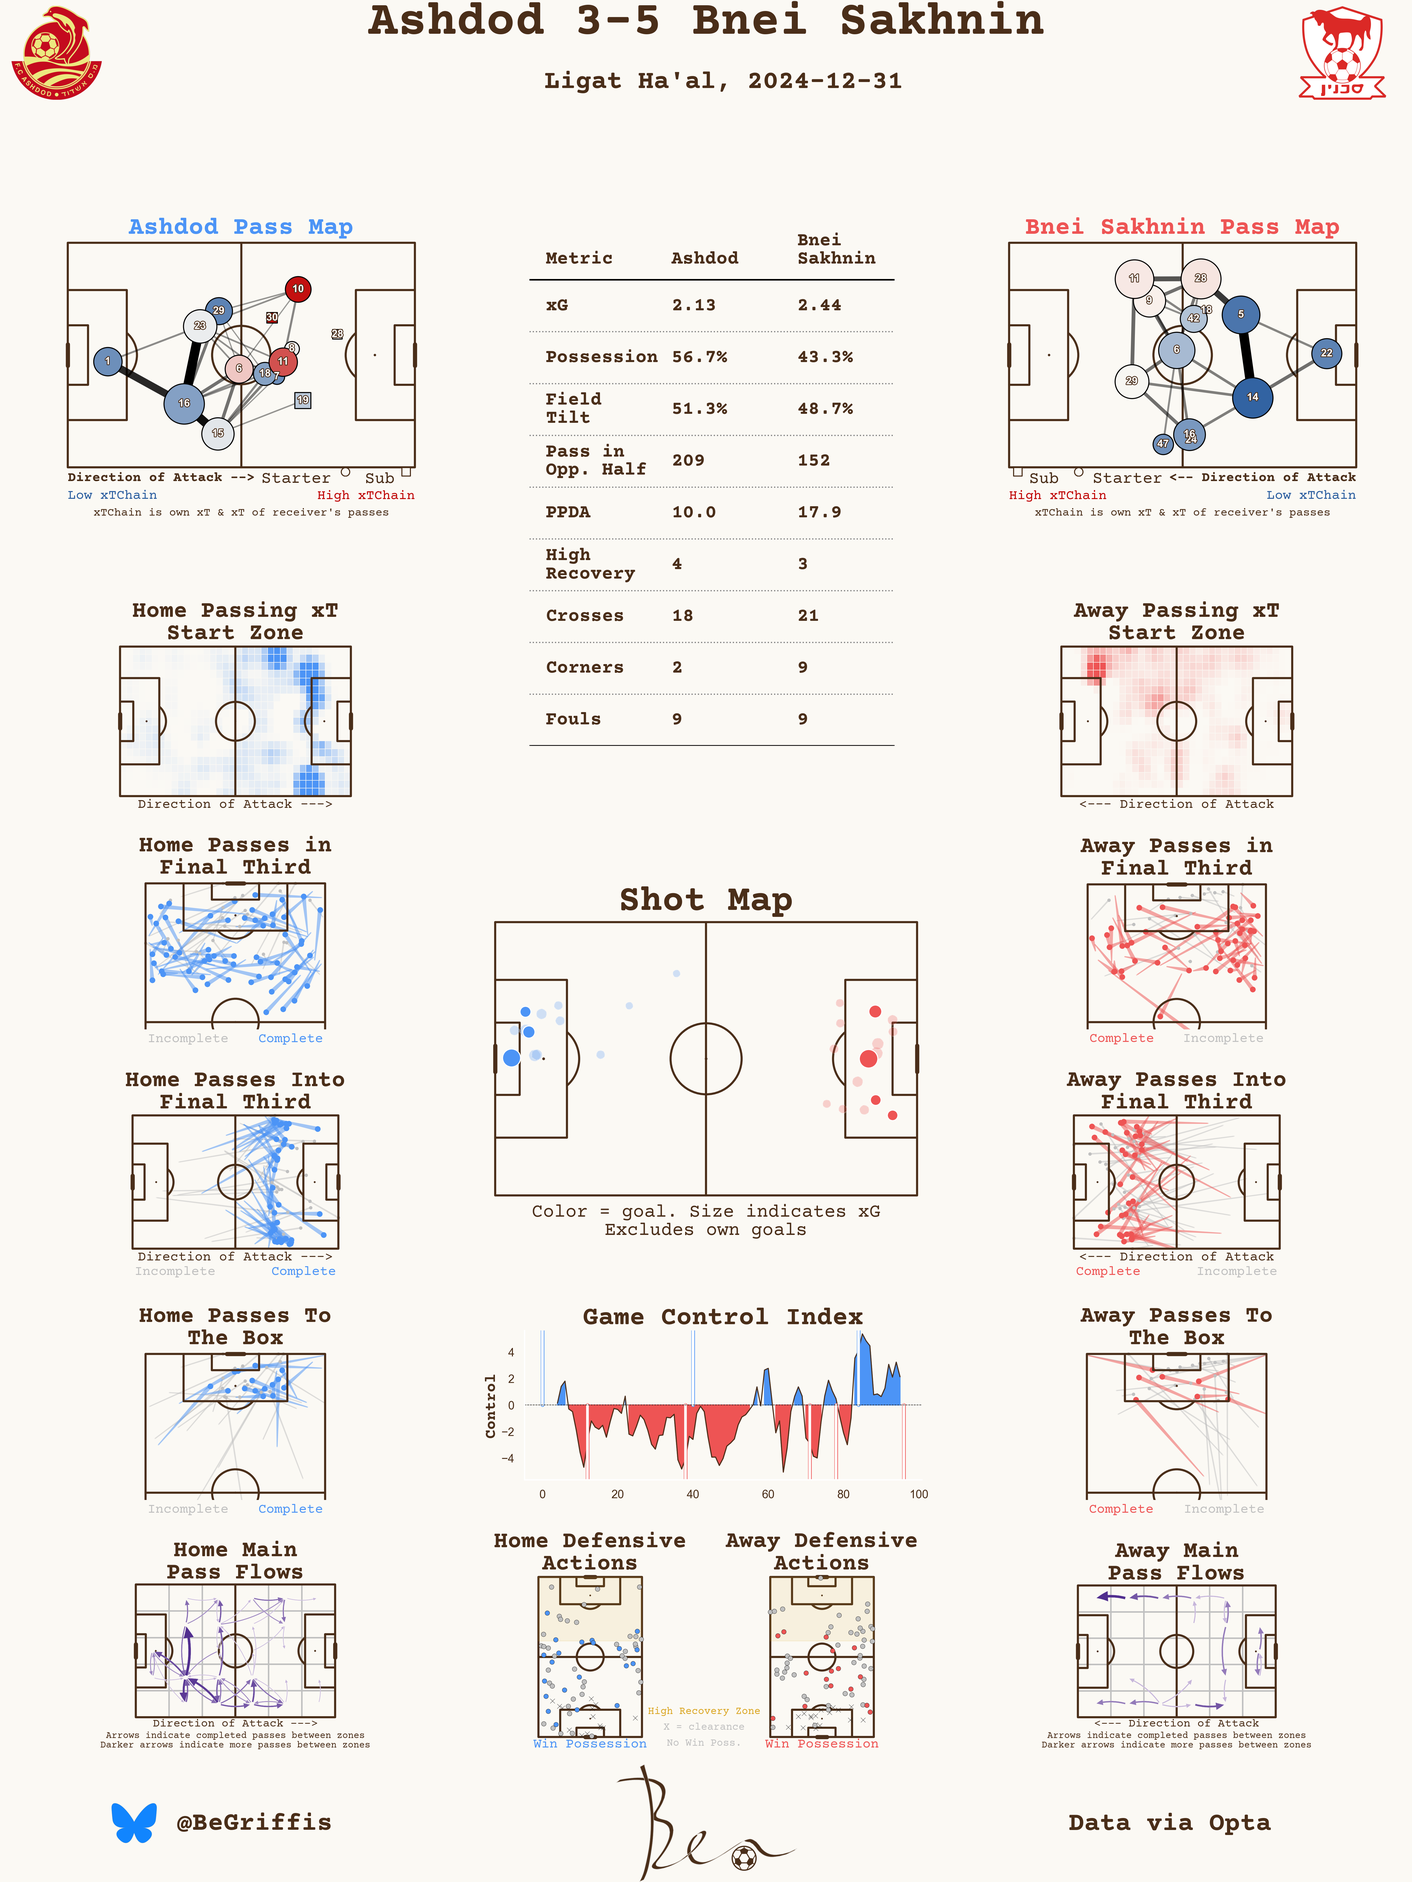 Ashdod 3-5 Bnei Sakhnin
Ligat Ha'al, 2024-12-31
F.C ASHDOD • מ.ס אשדוד
סכנין
Ashdod Pass Map
10
29
30
23
28
8
1
11
6
18
7
16
19
15
Direction of Attack --> Starter Sub
Low xTChain High xTChain
xTChain is own xT & xT of receiver's passes
Metric Ashdod Bnei Sakhnin
xG 2.13 2.44
Possession 56.7% 43.3%
Field Tilt 51.3% 48.7%
Pass in Opp. Half 209 152
PPDA 10.0 17.9
High Recovery 4 3
Crosses 18 21
Corners 2 9
Fouls 9 9
Bnei Sakhnin Pass Map
11
28
9
18
42
5
6
22
29
14
16
24
47
Sub Starter <-- Direction of Attack
High xTChain Low xTChain
xTChain is own xT & xT of receiver's passes
Home Passing xT
Start Zone
Direction of Attack --->
Away Passing xT
Start Zone
<--- Direction of Attack
Home Passes in
Final Third
Incomplete Complete
Away Passes in
Final Third
Complete Incomplete
Shot Map
Color = goal. Size indicates xG
Excludes own goals
Home Passes Into
Final Third
Direction of Attack --->
Incomplete Complete
Away Passes Into
Final Third
<--- Direction of Attack
Complete Incomplete
Home Passes To
The Box
Incomplete Complete
Game Control Index
Control
4
2
0
−2
−4
0 20 40 60 80 100
Away Passes To
The Box
Complete Incomplete
Home Main
Pass Flows
Direction of Attack --->
Arrows indicate completed passes between zones
Darker arrows indicate more passes between zones
Home Defensive
Actions
Win Possession
Away Defensive
Actions
Win Possession
High Recovery Zone
X = clearance
No Win Poss.
Away Main
Pass Flows
<--- Direction of Attack
Arrows indicate completed passes between zones
Darker arrows indicate more passes between zones
@BeGriffis
Ben
Data via Opta